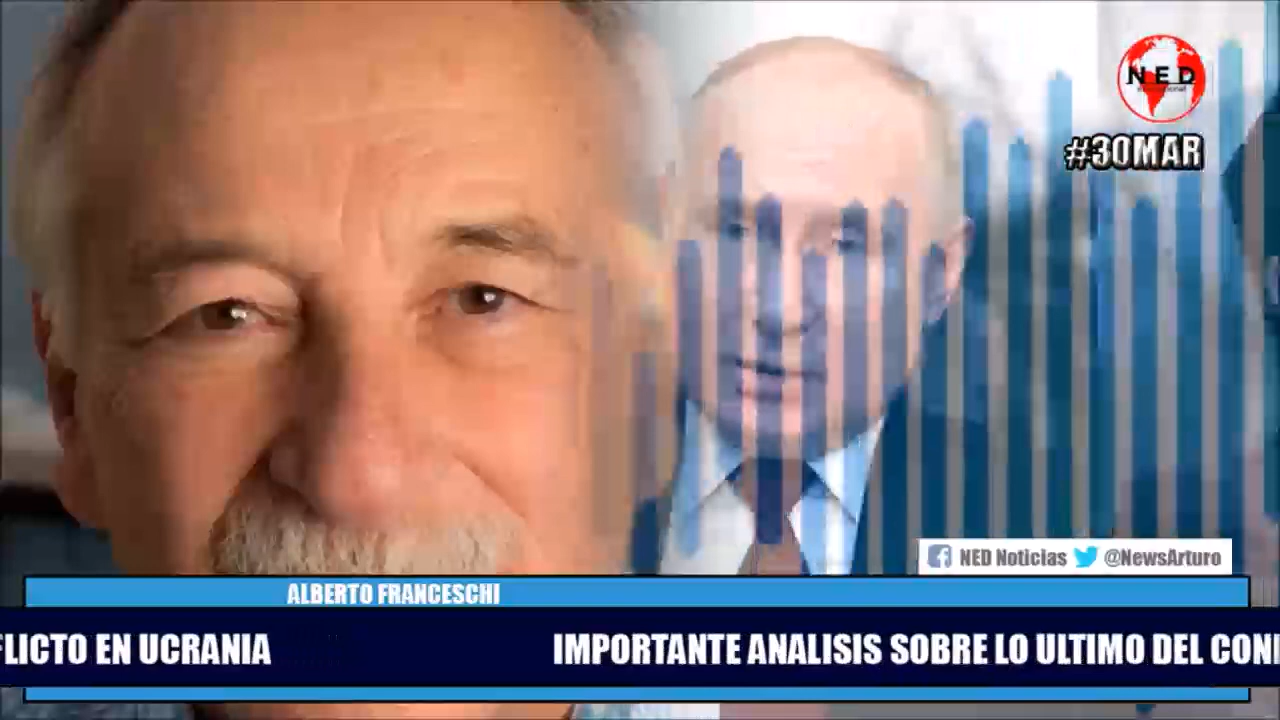 NED
#30MAR
NED Noticias @NewsArturo
ALBERTO FRANCESCHI
FLICTO EN UCRANIA IMPORTANTE ANALISIS SOBRE LO ULTIMO DEL CON